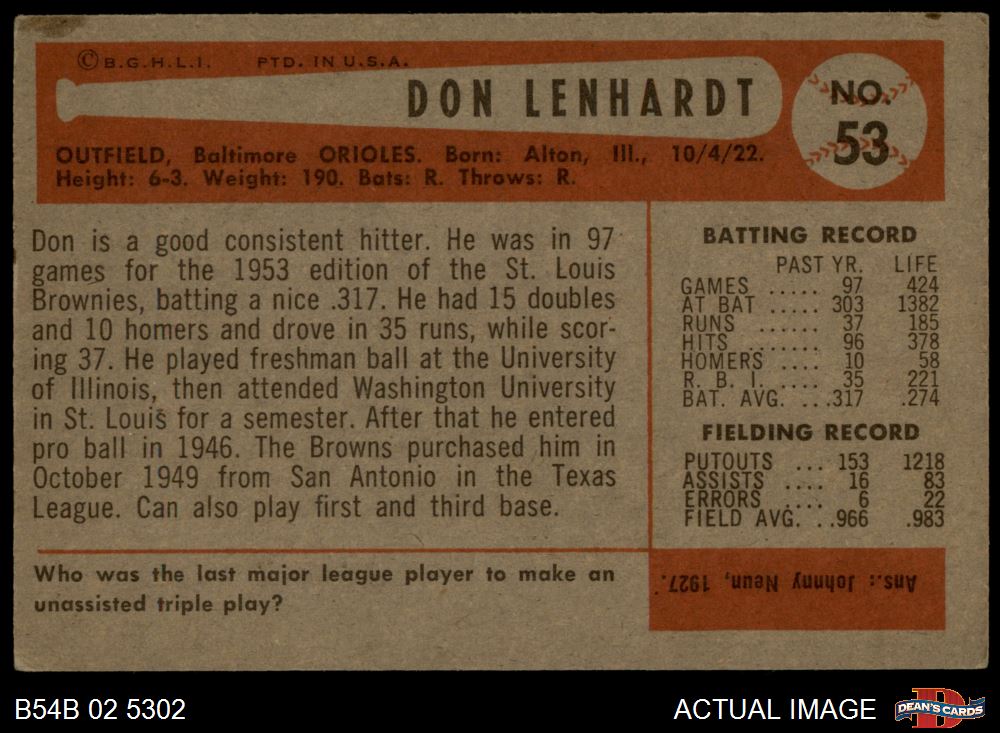 © B.G.H.L.I. PTD. IN U.S.A.
DON LENHARDT
NO.
53
OUTFIELD, Baltimore ORIOLES. Born: Alton, Ill., 10/4/22.
Height: 6-3. Weight: 190. Bats: R. Throws: R.
Don is a good consistent hitter. He was in 97
games for the 1953 edition of the St. Louis
Brownies, batting a nice .317. He had 15 doubles
and 10 homers and drove in 35 runs, while scor-
ing 37. He played freshman ball at the University
of Illinois, then attended Washington University
in St. Louis for a semester. After that he entered
pro ball in 1946. The Browns purchased him in
October 1949 from San Antonio in the Texas
League. Can also play first and third base.
BATTING RECORD
PAST YR. LIFE
GAMES ..... 97 424
AT BAT ..... 303 1382
RUNS ...... 37 185
HITS ....... 96 378
HOMERS .... 10 58
R. B. I. .... 35 221
BAT. AVG. .. .317 .274
FIELDING RECORD
PUTOUTS ... 153 1218
ASSISTS .... 16 83
ERRORS .... 6 22
FIELD AVG. . .966 .983
Who was the last major league player to make an
unassisted triple play?
Ans.: Johnny Neun, 1927.
B54B 02 5302
ACTUAL IMAGE
D
DEAN'S CARDS